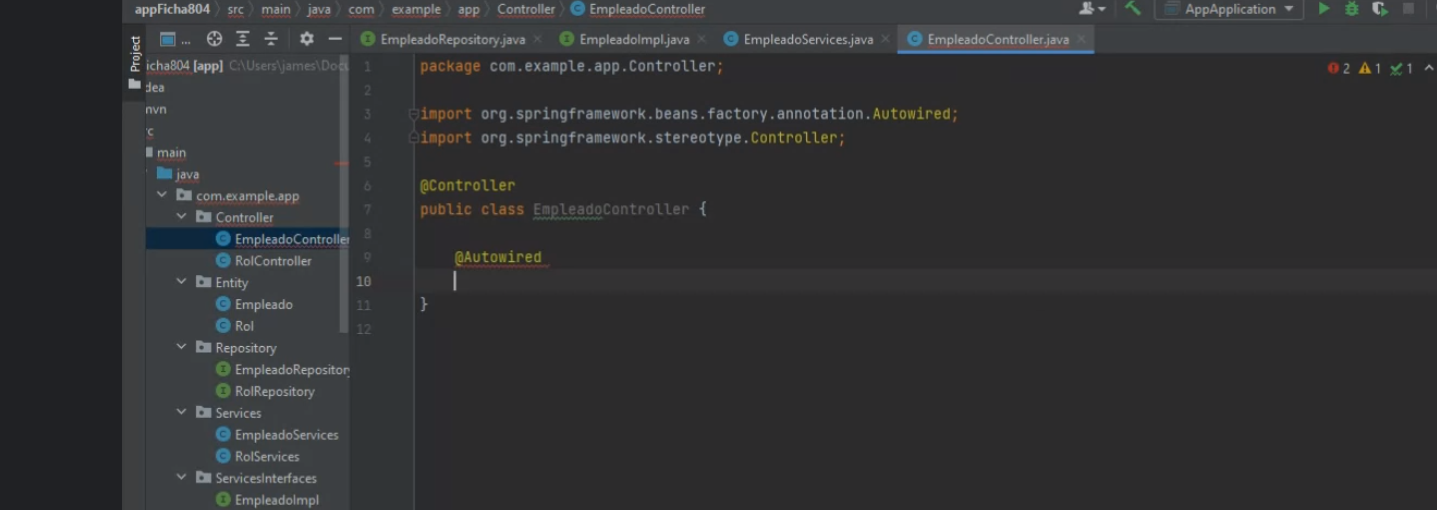 appFicha804 > src > main > java > com > example > app > Controller > EmpleadoController
AppApplication
Project
...
EmpleadoRepository.java
EmpleadoImpl.java
EmpleadoServices.java
EmpleadoController.java
icha804 [app] C:\Users\james\Docu
dea
nvn
rc
main
java
com.example.app
Controller
EmpleadoController
RolController
Entity
Empleado
Rol
Repository
EmpleadoRepository
RolRepository
Services
EmpleadoServices
RolServices
ServicesInterfaces
EmpleadoImpl
1 package com.example.app.Controller;
2
3 import org.springframework.beans.factory.annotation.Autowired;
4 import org.springframework.stereotype.Controller;
5
6 @Controller
7 public class EmpleadoController {
8
9 @Autowired
10
11 }
12
2 1 1